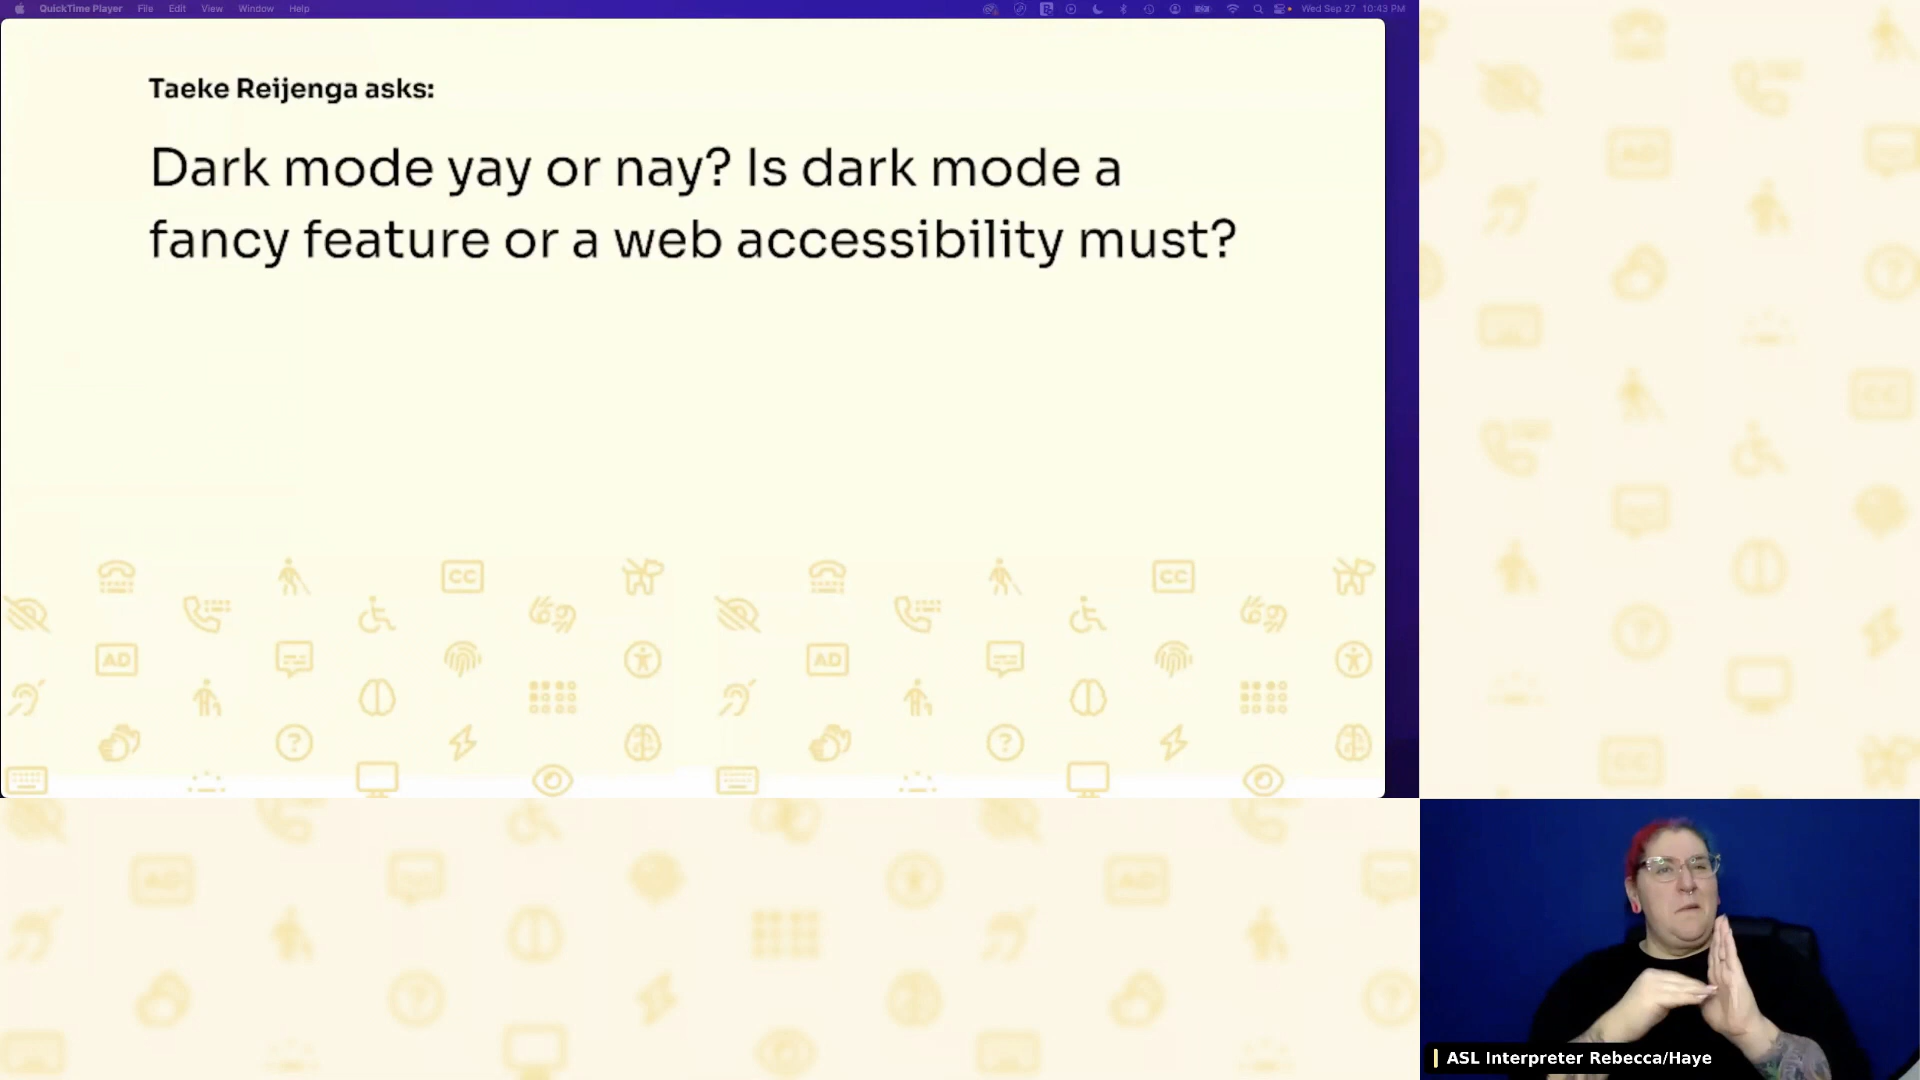 QuickTime Player File Edit View Window Help
Wed Sep 27 10:43 PM
Taeke Reijenga asks:
Dark mode yay or nay? Is dark mode a
fancy feature or a web accessibility must?
CC
CC
AD
AD
?
?
ASL Interpreter Rebecca/Haye